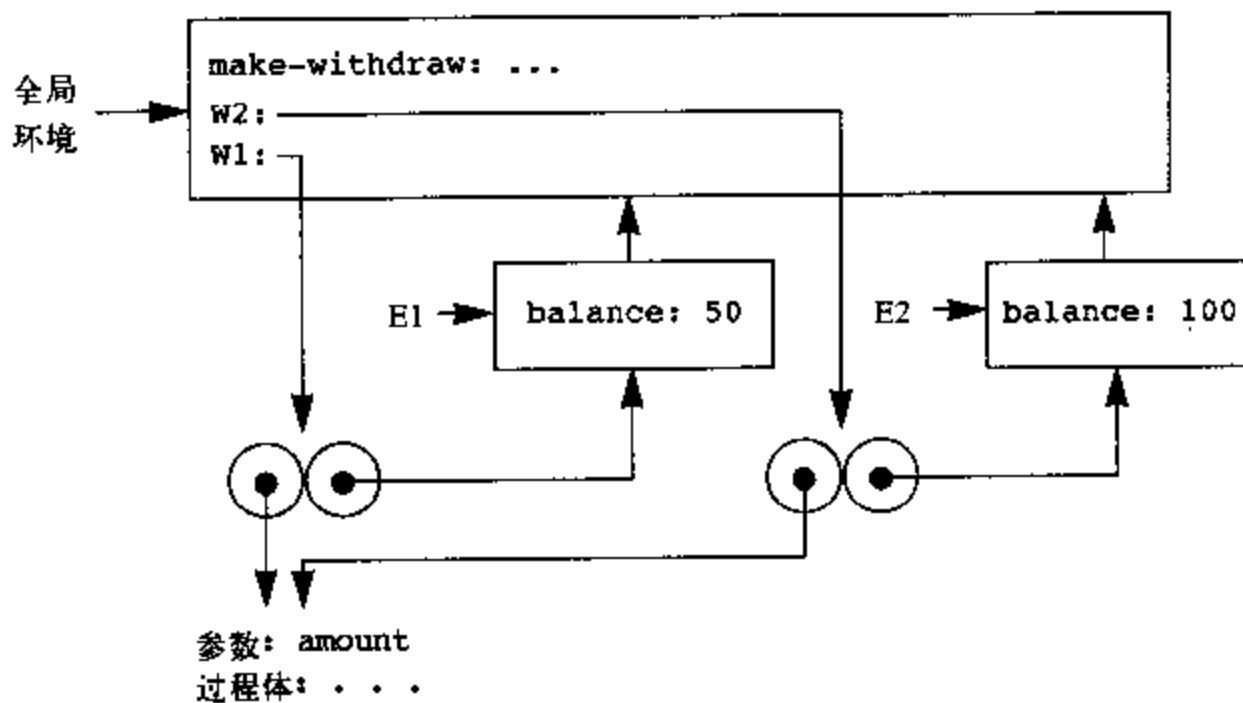 make-withdraw: ...
全局
环境
W2:
W1:
E1
balance: 50
E2
balance: 100
参数: amount
过程体: . . .